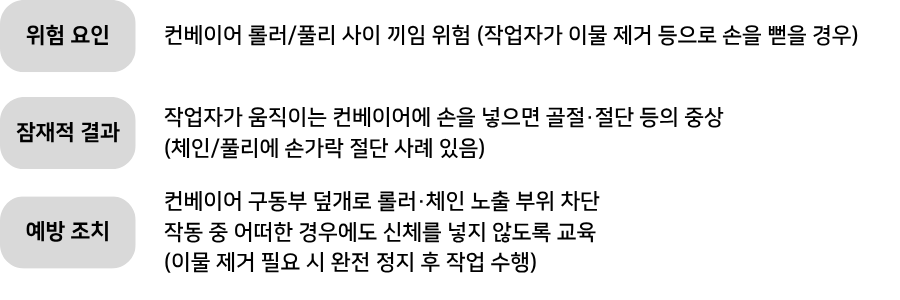 위험 요인
컨베이어 롤러/풀리 사이 끼임 위험 (작업자가 이물 제거 등으로 손을 뻗을 경우)
잠재적 결과
작업자가 움직이는 컨베이어에 손을 넣으면 골절·절단 등의 중상
(체인/풀리에 손가락 절단 사례 있음)
예방 조치
컨베이어 구동부 덮개로 롤러·체인 노출 부위 차단
작동 중 어떠한 경우에도 신체를 넣지 않도록 교육
(이물 제거 필요 시 완전 정지 후 작업 수행)